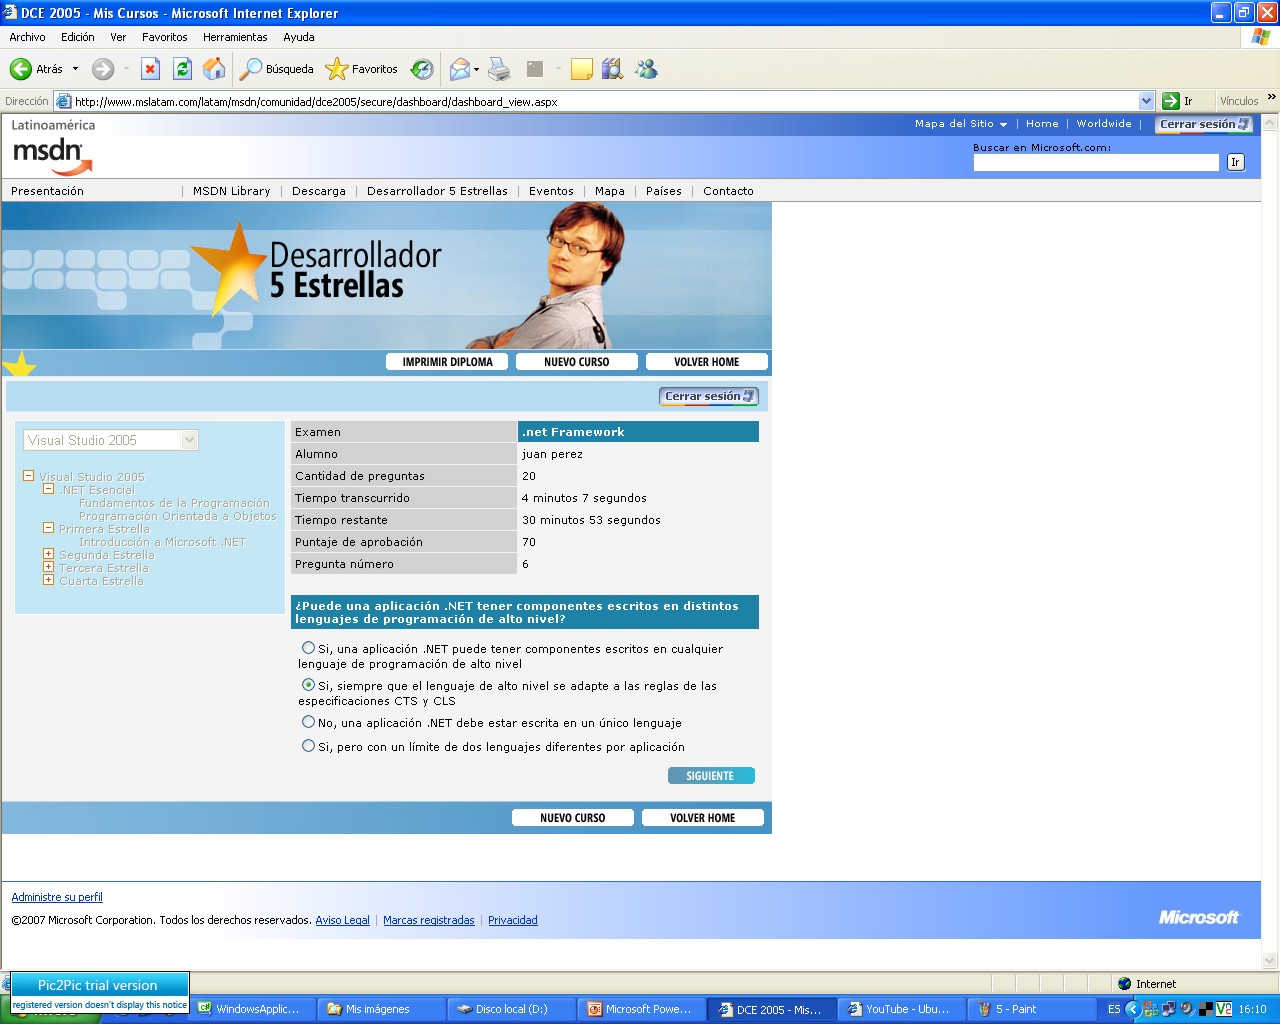 DCE 2005 - Mis Cursos - Microsoft Internet Explorer
Archivo Edición Ver Favoritos Herramientas Ayuda
Atrás Búsqueda Favoritos
Dirección http://www.mslatam.com/latam/msdn/comunidad/dce2005/secure/dashboard/dashboard_view.aspx Ir Vínculos »
Latinoamérica
Mapa del Sitio | Home | Worldwide | Cerrar sesión
msdn
Buscar en Microsoft.com:
Ir
Presentación | MSDN Library | Descarga | Desarrollador 5 Estrellas | Eventos | Mapa | Países | Contacto
Desarrollador
5 Estrellas
IMPRIMIR DIPLOMA NUEVO CURSO VOLVER HOME
Cerrar sesión
Visual Studio 2005
Visual Studio 2005
.NET Esencial
Fundamentos de la Programación
Programación Orientada a Objetos
Primera Estrella
Introducción a Microsoft .NET
Segunda Estrella
Tercera Estrella
Cuarta Estrella
Examen .net Framework
Alumno juan perez
Cantidad de preguntas 20
Tiempo transcurrido 4 minutos 7 segundos
Tiempo restante 30 minutos 53 segundos
Puntaje de aprobación 70
Pregunta número 6
¿Puede una aplicación .NET tener componentes escritos en distintos
lenguajes de programación de alto nivel?
Si, una aplicación .NET puede tener componentes escritos en cualquier
lenguaje de programación de alto nivel
Si, siempre que el lenguaje de alto nivel se adapte a las reglas de las
especificaciones CTS y CLS
No, una aplicación .NET debe estar escrita en un único lenguaje
Si, pero con un límite de dos lenguajes diferentes por aplicación
SIGUIENTE
NUEVO CURSO VOLVER HOME
Administre su perfil
©2007 Microsoft Corporation. Todos los derechos reservados. Aviso Legal | Marcas registradas | Privacidad
Microsoft
Internet
Pic2Pic trial version
registered version doesn't display this notice
WindowsApplic... Mis imágenes Disco local (D:) Microsoft Powe... DCE 2005 - Mis... YouTube - Ubu... 5 - Paint ES 16:10